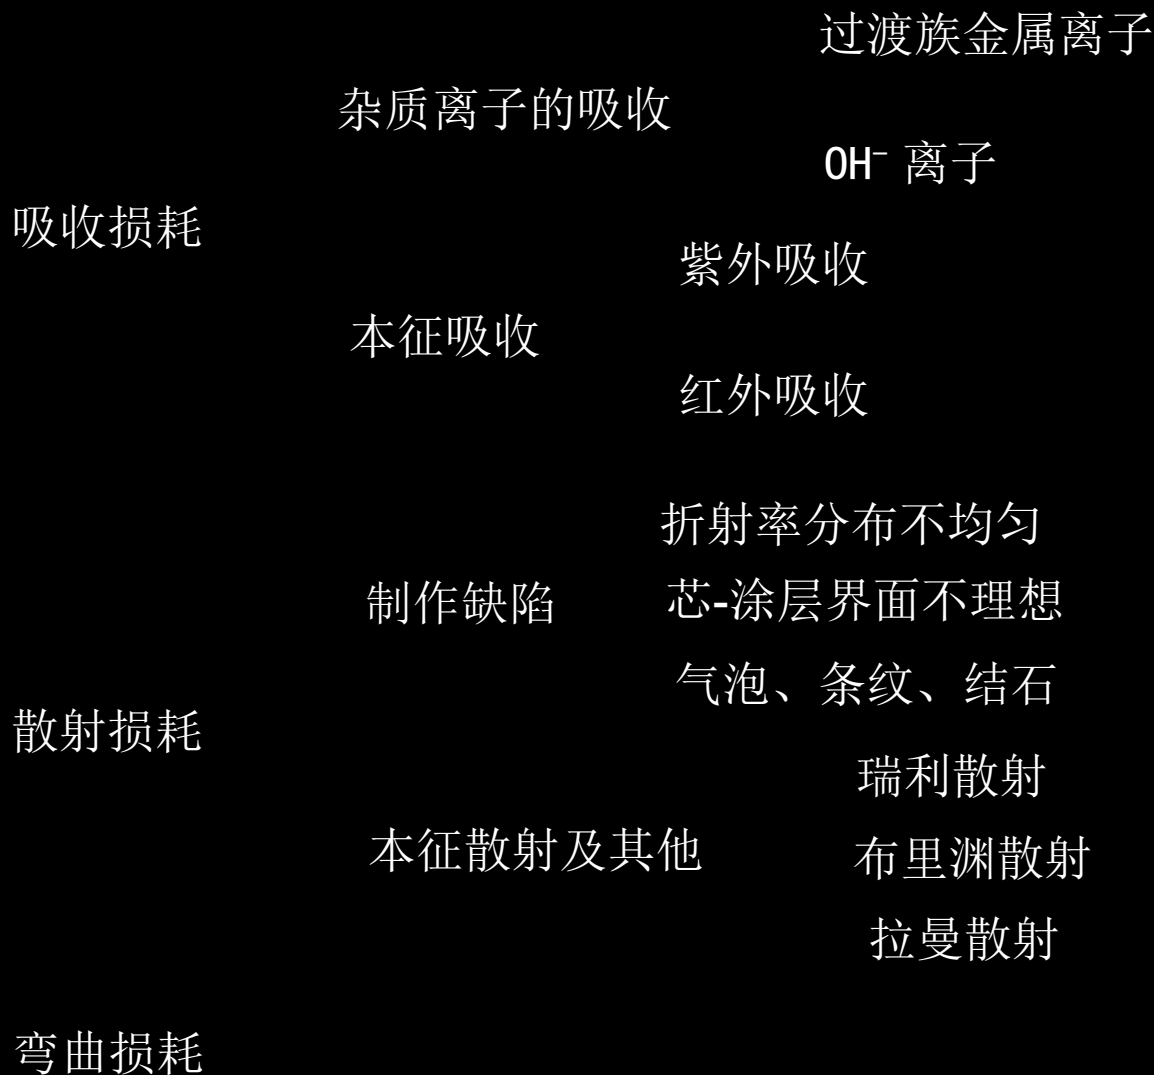 过渡族金属离子
杂质离子的吸收
OH⁻ 离子
吸收损耗
紫外吸收
本征吸收
红外吸收
折射率分布不均匀
制作缺陷
芯-涂层界面不理想
气泡、条纹、结石
散射损耗
瑞利散射
本征散射及其他
布里渊散射
拉曼散射
弯曲损耗